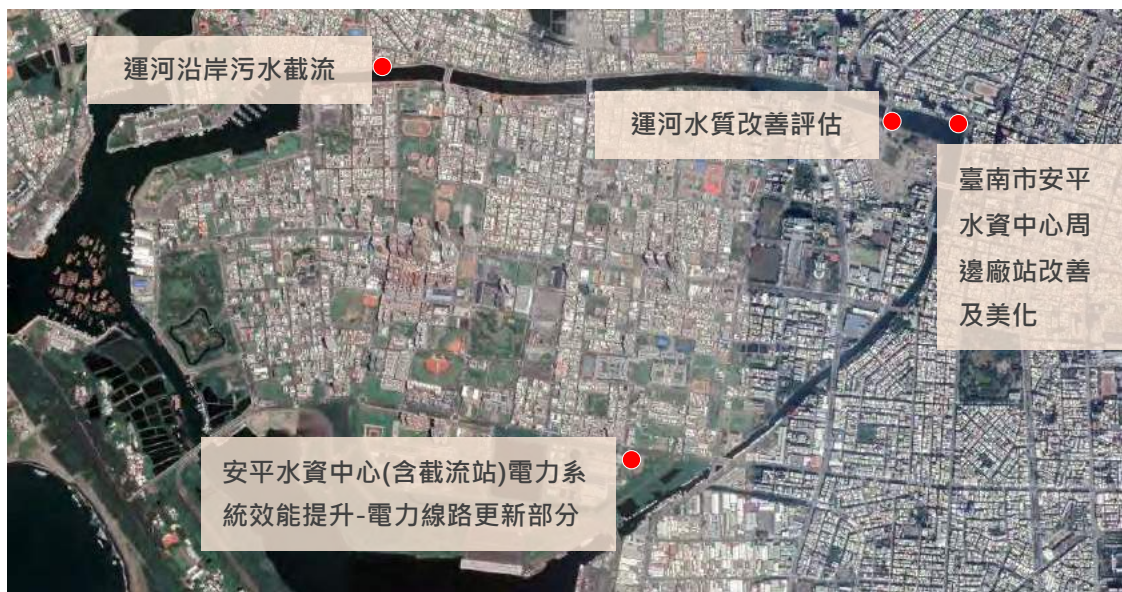 運河沿岸污水截流
運河水質改善評估
臺南市安平
水資中心周
邊廠站改善
及美化
安平水資中心(含截流站)電力系
統效能提升-電力線路更新部分